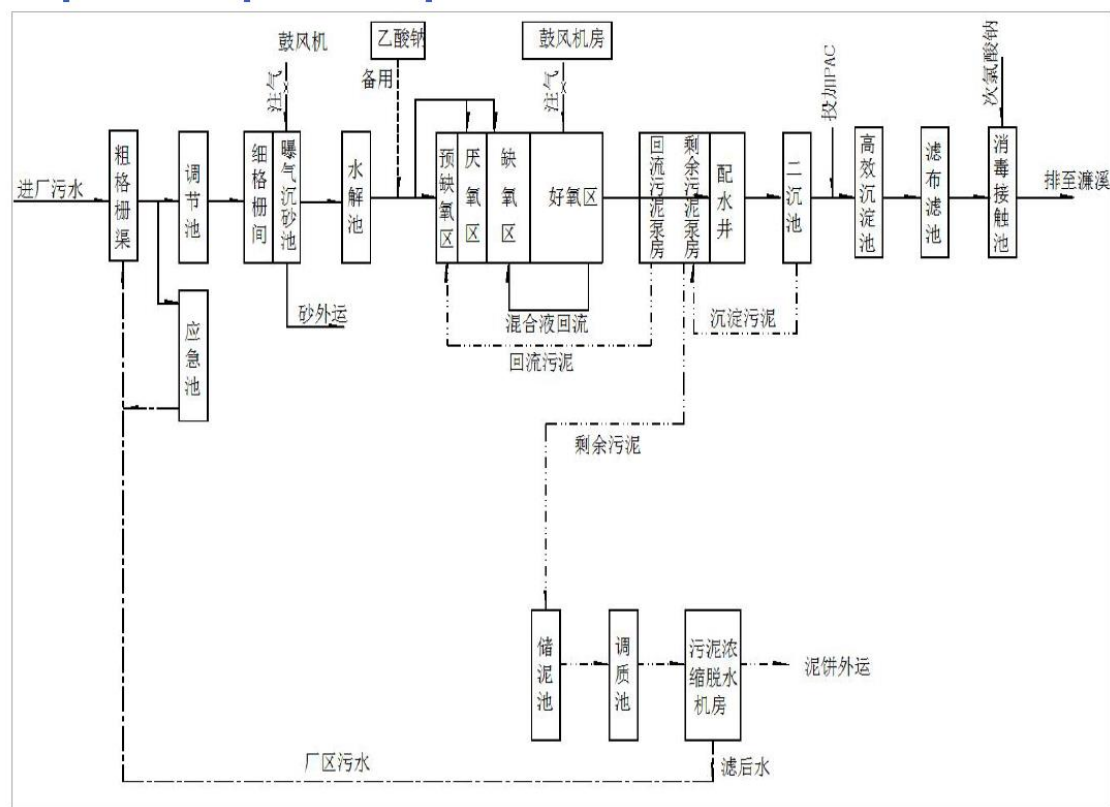 鼓风机
乙酸钠
鼓风机房
备用
注气
注气
投加PAC
次氯酸钠
进厂污水
粗格栅渠
调节池
细格栅间
曝气沉砂池
水解池
预缺氧区
厌氧区
缺氧区
好氧区
回流污泥泵房
剩余污泥泵房
配水井
二沉池
高效沉淀池
滤布滤池
消毒接触池
排至濂溪
应急池
砂外运
混合液回流
沉淀污泥
回流污泥
剩余污泥
储泥池
调质池
污泥浓
缩脱水
机房
泥饼外运
厂区污水
滤后水